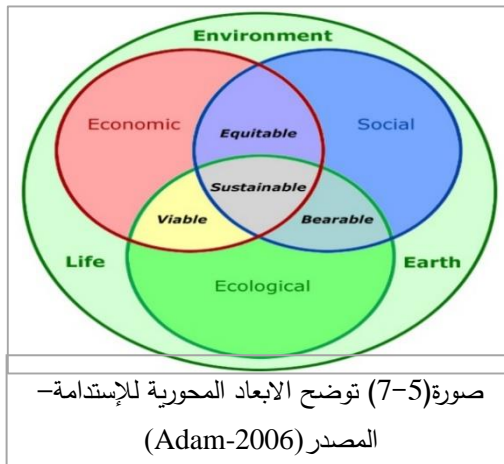 Environment
Economic
Social
Equitable
Sustainable
Viable
Bearable
Life
Earth
Ecological
صورة(5-7) توضح الابعاد المحورية للإستدامة–
المصدر(Adam-2006)